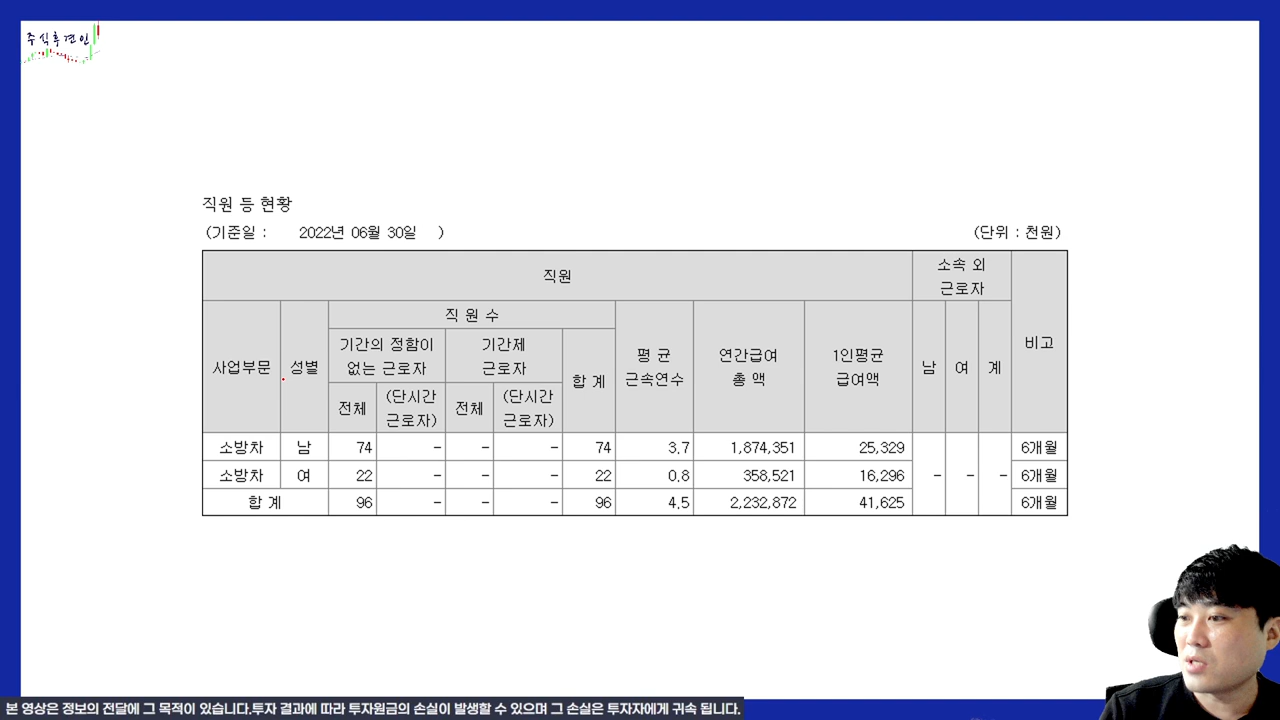 주식후견인
직원 등 현황
(기준일 : 2022년 06월 30일 ) (단위 : 천원)
직원 소속 외 근로자 비고
사업부문 성별 직 원 수 평 균 근속연수 연간급여 총 액 1인평균 급여액 남 여 계
기간의 정함이 없는 근로자 기간제 근로자 합 계
전체 (단시간 근로자) 전체 (단시간 근로자)
소방차 남 74 - - - 74 3.7 1,874,351 25,329 - - - 6개월
소방차 여 22 - - - 22 0.8 358,521 16,296 6개월
합 계 96 - - - 96 4.5 2,232,872 41,625 6개월
본 영상은 정보의 전달에 그 목적이 있습니다.투자 결과에 따라 투자원금의 손실이 발생할 수 있으며 그 손실은 투자자에게 귀속 됩니다.